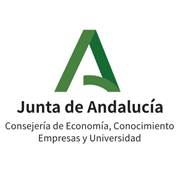 Junta de Andalucía
Consejería de Economía, Conocimiento
Empresas y Universidad